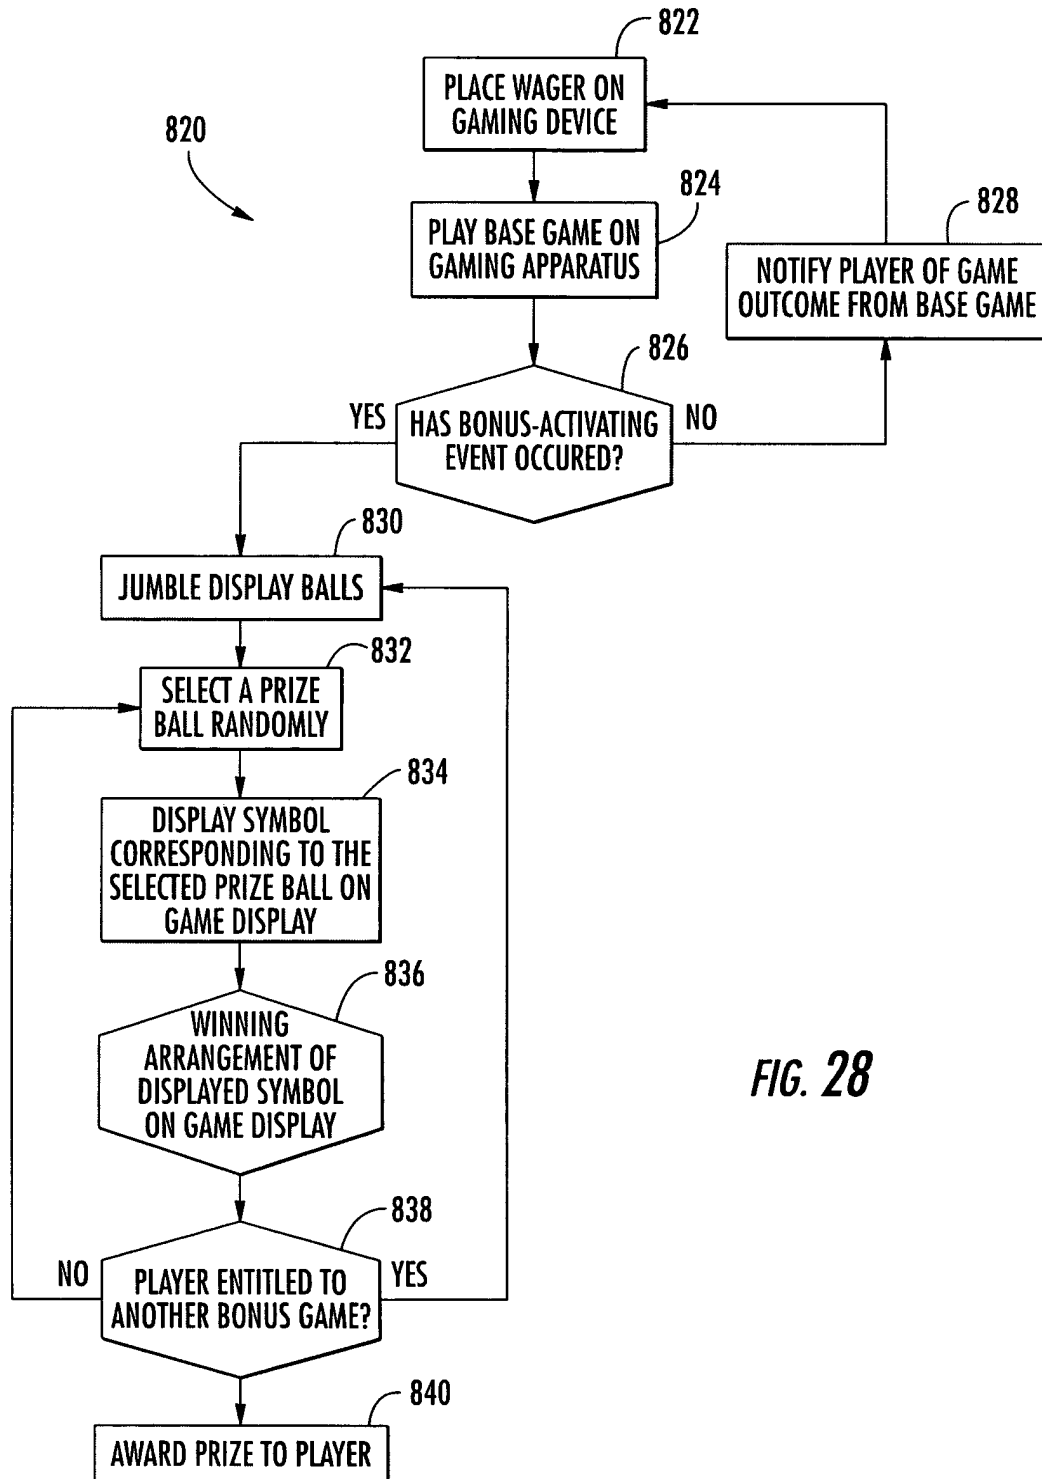 822
PLACE WAGER ON
GAMING DEVICE
820
824
PLAY BASE GAME ON
GAMING APPARATUS
828
NOTIFY PLAYER OF GAME
OUTCOME FROM BASE GAME
826
YES
HAS BONUS-ACTIVATING
EVENT OCCURED?
NO
830
JUMBLE DISPLAY BALLS
832
SELECT A PRIZE
BALL RANDOMLY
834
DISPLAY SYMBOL
CORRESPONDING TO THE
SELECTED PRIZE BALL ON
GAME DISPLAY
836
WINNING
ARRANGEMENT OF
DISPLAYED SYMBOL
ON GAME DISPLAY
FIG. 28
838
NO
PLAYER ENTITLED TO
ANOTHER BONUS GAME?
YES
840
AWARD PRIZE TO PLAYER